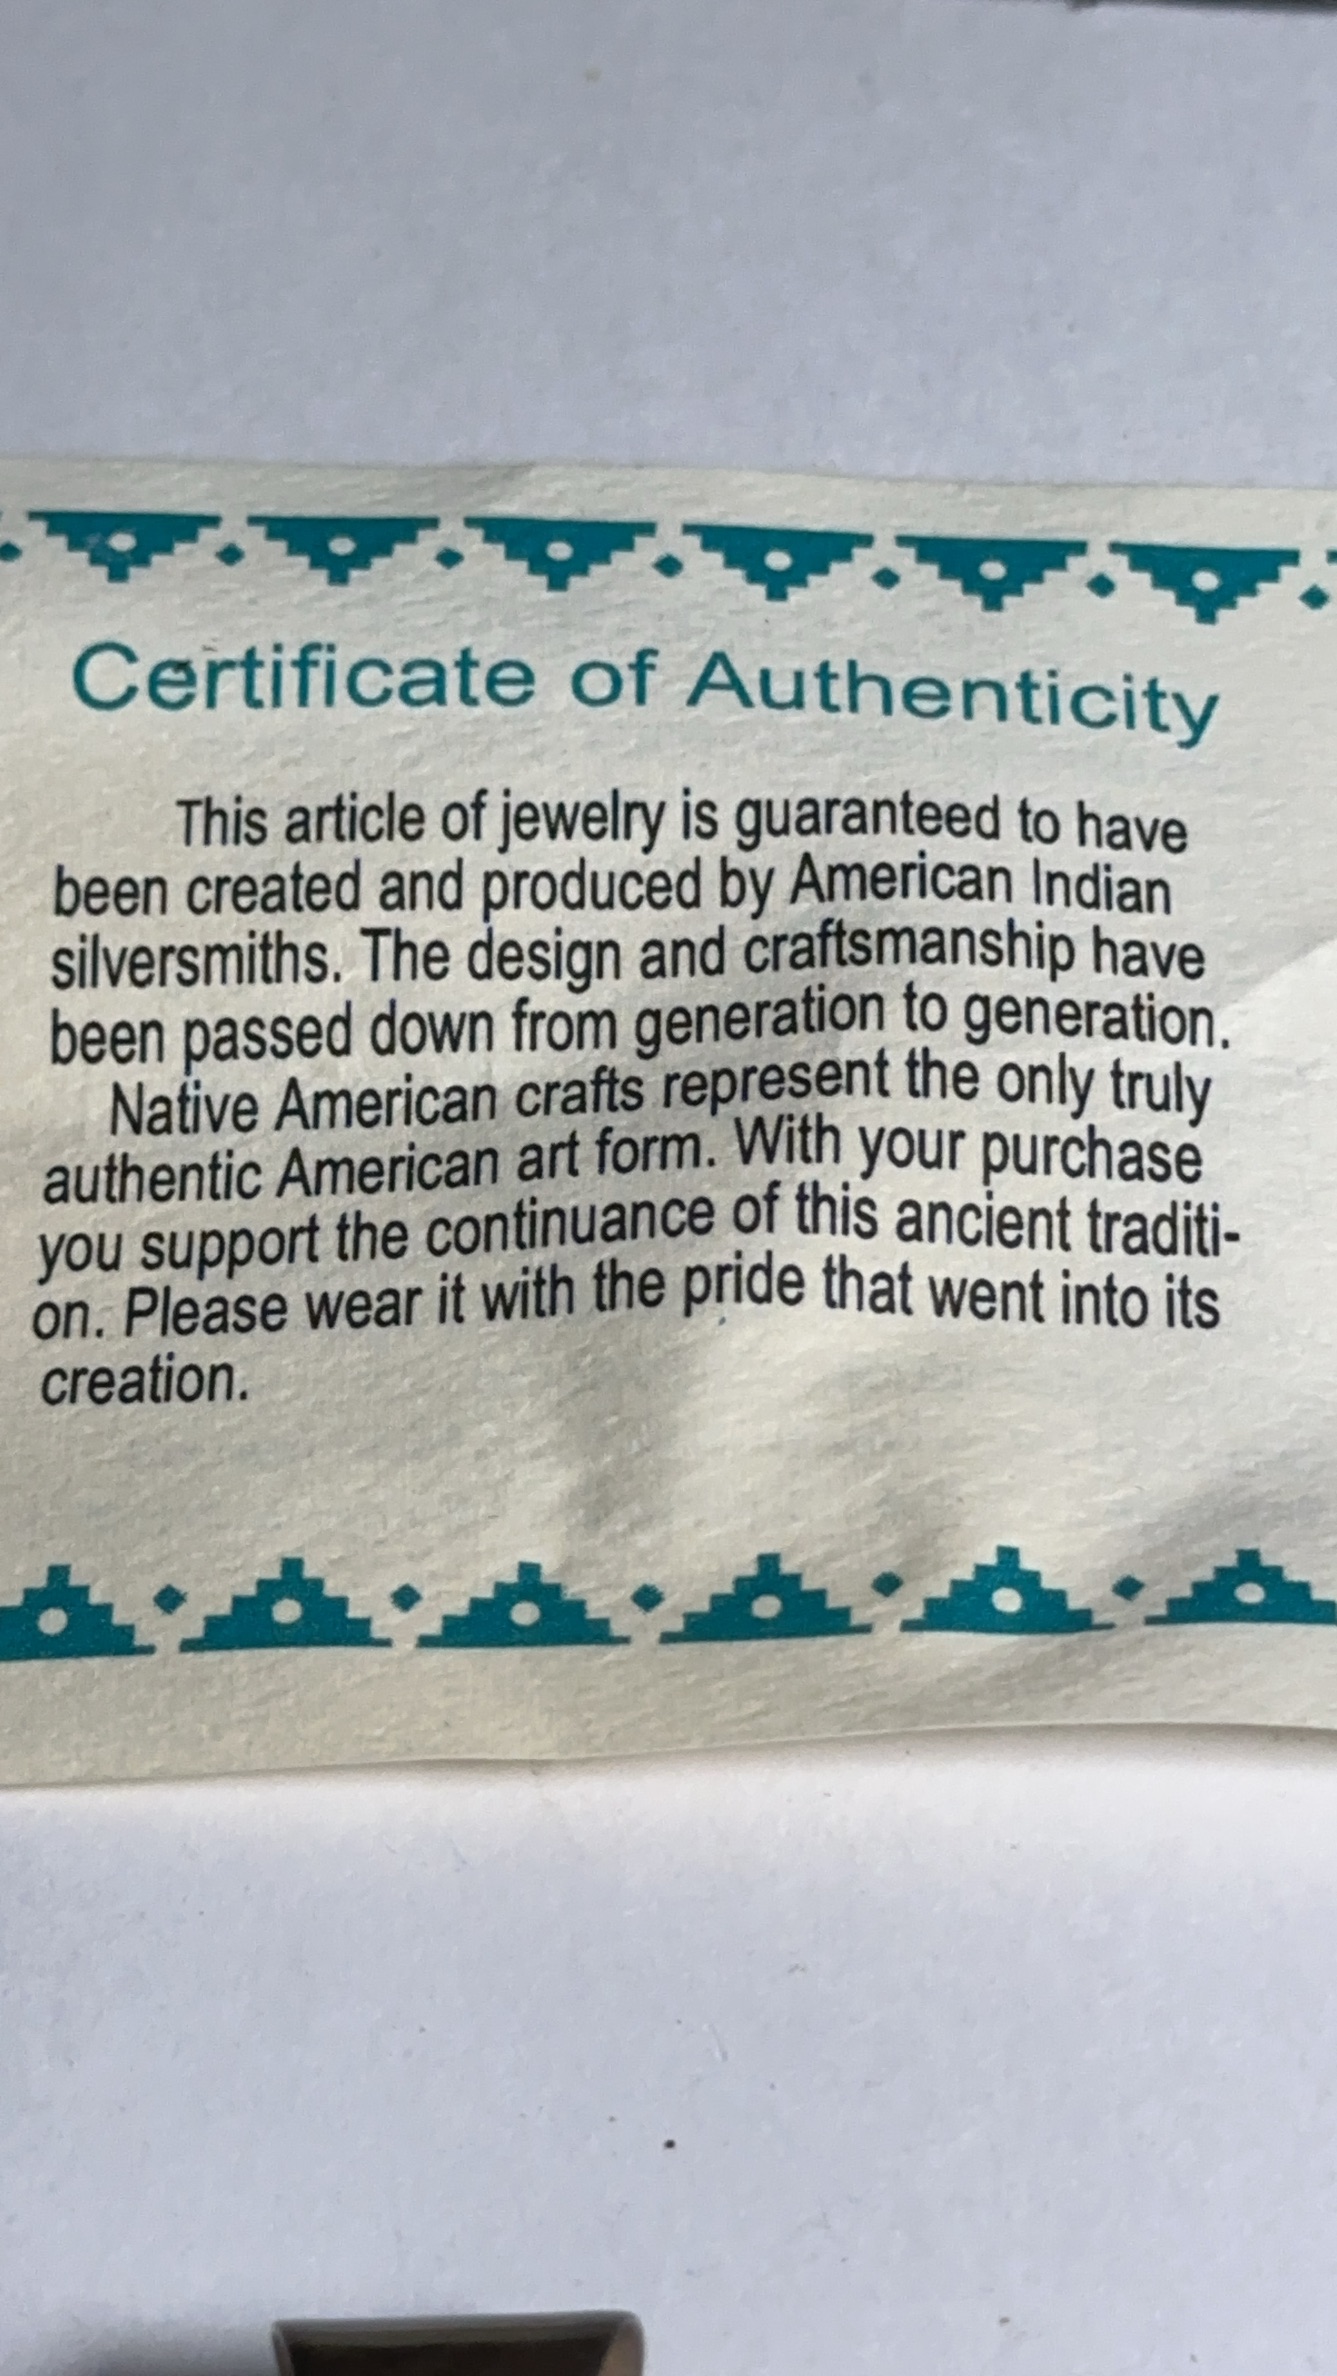 Certificate of Authenticity
This article of jewelry is guaranteed to have
been created and produced by American Indian
silversmiths. The design and craftsmanship have
been passed down from generation to generation.
Native American crafts represent the only truly
authentic American art form. With your purchase
you support the continuance of this ancient traditi-
on. Please wear it with the pride that went into its
creation.